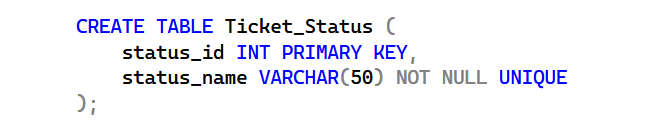 CREATE TABLE Ticket_Status (
    status_id INT PRIMARY KEY,
    status_name VARCHAR(50) NOT NULL UNIQUE
);